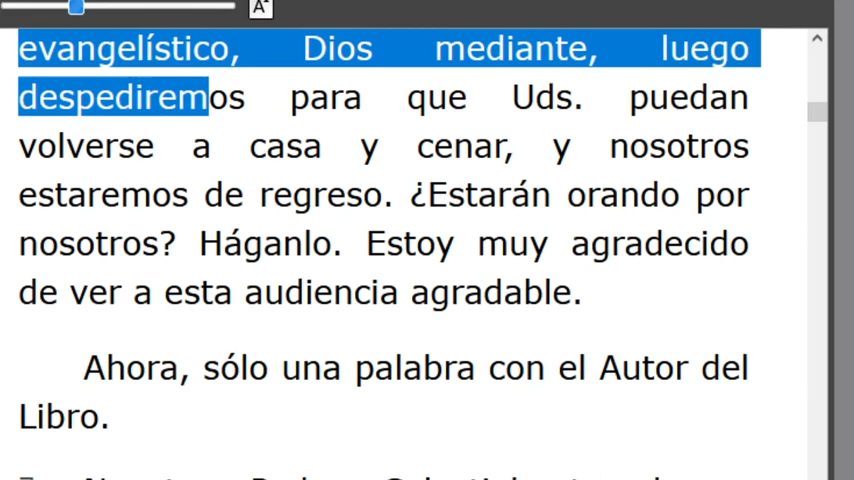 A
evangelístico, Dios mediante, luego
despediremos para que Uds. puedan
volverse a casa y cenar, y nosotros
estaremos de regreso. ¿Estarán orando por
nosotros? Háganlo. Estoy muy agradecido
de ver a esta audiencia agradable.
Ahora, sólo una palabra con el Autor del
Libro.